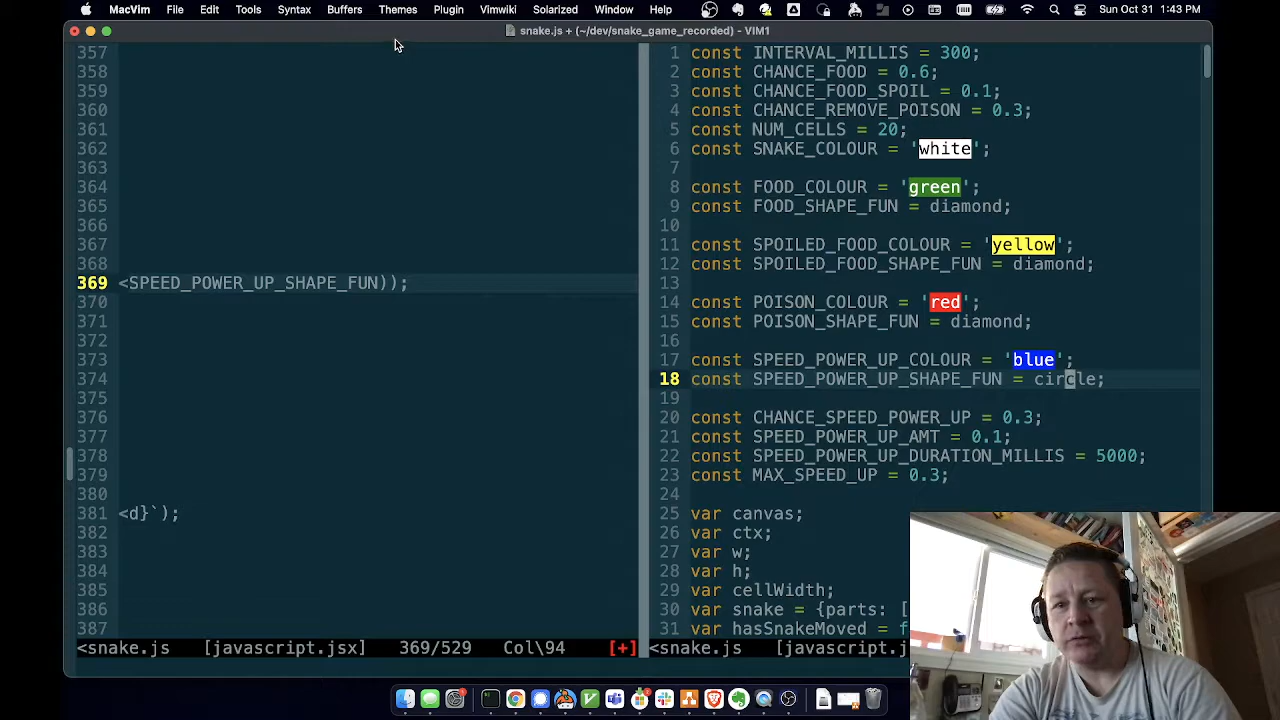 MacVim File Edit Tools Syntax Buffers Themes Plugin Vimwiki Solarized Window Help Sun Oct 31 1:43 PM
snake.js + (~/dev/snake_game_recorded) - VIM1
357
358
359
360
361
362
363
364
365
366
367
368
369 <SPEED_POWER_UP_SHAPE_FUN));
370
371
372
373
374
375
376
377
378
379
380
381 <d}`);
382
383
384
385
386
387
<snake.js [javascript.jsx] 369/529 Col\94 [+]
1 const INTERVAL_MILLIS = 300;
2 const CHANCE_FOOD = 0.6;
3 const CHANCE_FOOD_SPOIL = 0.1;
4 const CHANCE_REMOVE_POISON = 0.3;
5 const NUM_CELLS = 20;
6 const SNAKE_COLOUR = 'white';
7
8 const FOOD_COLOUR = 'green';
9 const FOOD_SHAPE_FUN = diamond;
10
11 const SPOILED_FOOD_COLOUR = 'yellow';
12 const SPOILED_FOOD_SHAPE_FUN = diamond;
13
14 const POISON_COLOUR = 'red';
15 const POISON_SHAPE_FUN = diamond;
16
17 const SPEED_POWER_UP_COLOUR = 'blue';
18 const SPEED_POWER_UP_SHAPE_FUN = circle;
19
20 const CHANCE_SPEED_POWER_UP = 0.3;
21 const SPEED_POWER_UP_AMT = 0.1;
22 const SPEED_POWER_UP_DURATION_MILLIS = 5000;
23 const MAX_SPEED_UP = 0.3;
24
25 var canvas;
26 var ctx;
27 var w;
28 var h;
29 var cellWidth;
30 var snake = {parts: [
31 var hasSnakeMoved = f
<snake.js [javascript.j